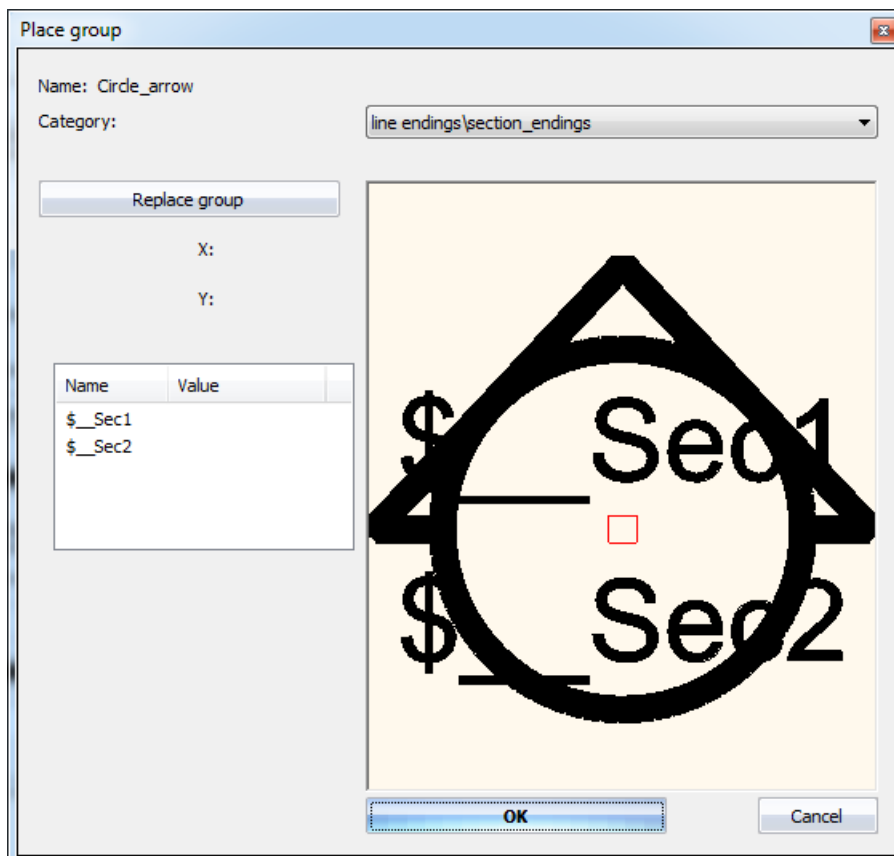 Place group
Name: Circle_arrow
Category:
line endings\section_endings
Replace group
X:
Y:
Name Value
$__Sec1
$__Sec2
$__Sec1
$__Sec2
OK
Cancel